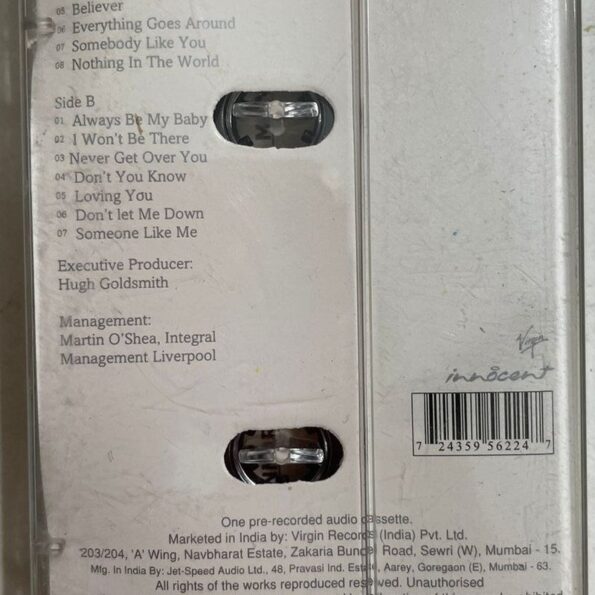 05 Believer
06 Everything Goes Around
07 Somebody Like You
08 Nothing In The World
Side B
01 Always Be My Baby
02 I Won't Be There
03 Never Get Over You
04 Don't You Know
05 Loving You
06 Don't let Me Down
07 Someone Like Me
Executive Producer:
Hugh Goldsmith
Management:
Martin O'Shea, Integral
Management Liverpool
Virgin
innocent
7 24359 56224 7
One pre-recorded audio cassette.
Marketed in India by: Virgin Records (India) Pvt. Ltd.
203/204, 'A' Wing, Navbharat Estate, Zakaria Bunder Road, Sewri (W), Mumbai - 15.
Mfg. In India By: Jet-Speed Audio Ltd., 48, Pravasi Ind. Estate, Aarey, Goregaon (E), Mumbai - 63.
All rights of the works reproduced reserved. Unauthorised